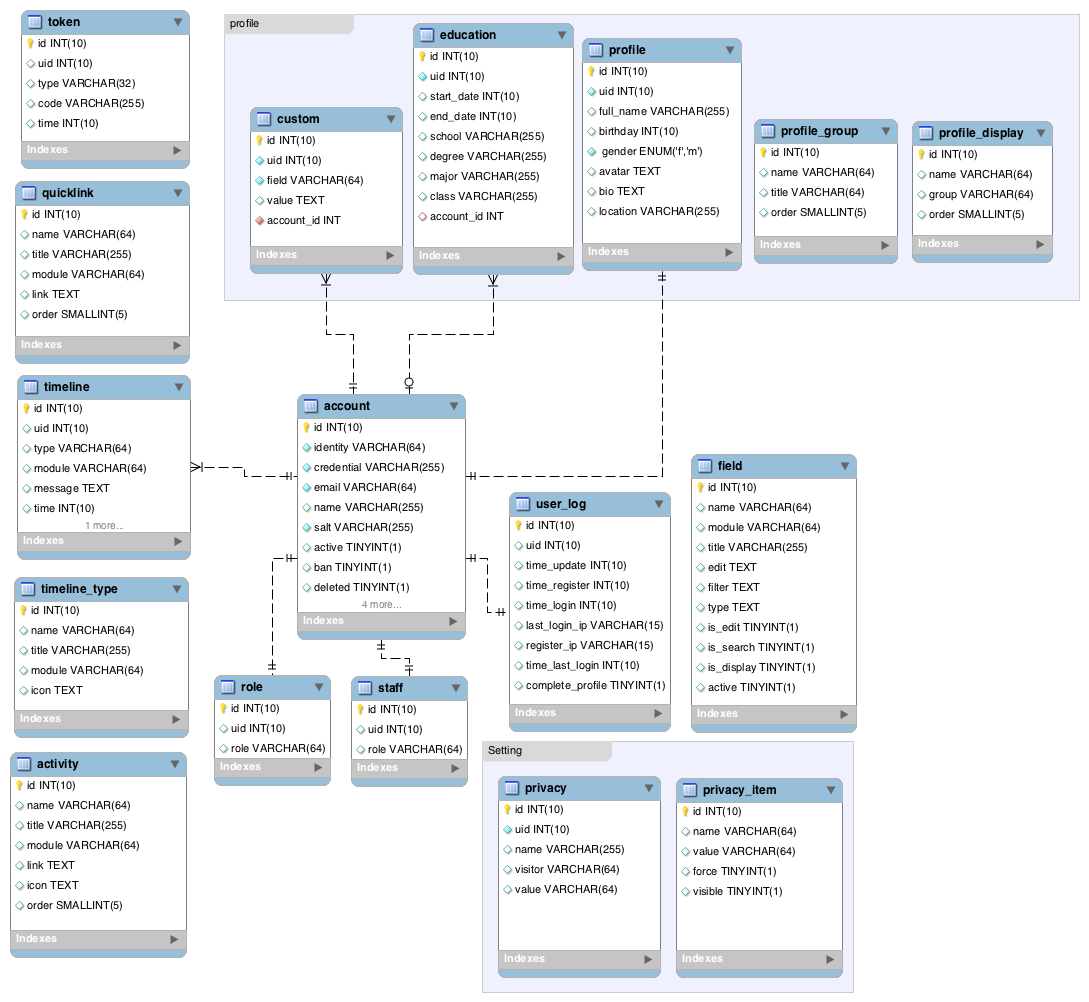 token
id INT(10)
uid INT(10)
type VARCHAR(32)
code VARCHAR(255)
time INT(10)
Indexes
quicklink
id INT(10)
name VARCHAR(64)
title VARCHAR(255)
module VARCHAR(64)
link TEXT
order SMALLINT(5)
Indexes
timeline
id INT(10)
uid INT(10)
type VARCHAR(64)
module VARCHAR(64)
message TEXT
time INT(10)
1 more...
Indexes
timeline_type
id INT(10)
name VARCHAR(64)
title VARCHAR(255)
module VARCHAR(64)
icon TEXT
Indexes
activity
id INT(10)
name VARCHAR(64)
title VARCHAR(255)
module VARCHAR(64)
link TEXT
icon TEXT
order SMALLINT(5)
Indexes
profile
custom
id INT(10)
uid INT(10)
field VARCHAR(64)
value TEXT
account_id INT
Indexes
education
id INT(10)
uid INT(10)
start_date INT(10)
end_date INT(10)
school VARCHAR(255)
degree VARCHAR(255)
major VARCHAR(255)
class VARCHAR(255)
account_id INT
Indexes
profile
id INT(10)
uid INT(10)
full_name VARCHAR(255)
birthday INT(10)
gender ENUM('f','m')
avatar TEXT
bio TEXT
location VARCHAR(255)
Indexes
profile_group
id INT(10)
name VARCHAR(64)
title VARCHAR(64)
order SMALLINT(5)
Indexes
profile_display
id INT(10)
name VARCHAR(64)
group VARCHAR(64)
order SMALLINT(5)
Indexes
account
id INT(10)
identity VARCHAR(64)
credential VARCHAR(255)
email VARCHAR(64)
name VARCHAR(255)
salt VARCHAR(255)
active TINYINT(1)
ban TINYINT(1)
deleted TINYINT(1)
4 more...
Indexes
user_log
id INT(10)
uid INT(10)
time_update INT(10)
time_register INT(10)
time_login INT(10)
last_login_ip VARCHAR(15)
register_ip VARCHAR(15)
time_last_login INT(10)
complete_profile TINYINT(1)
Indexes
field
id INT(10)
name VARCHAR(64)
module VARCHAR(64)
title VARCHAR(255)
edit TEXT
filter TEXT
type TEXT
is_edit TINYINT(1)
is_search TINYINT(1)
is_display TINYINT(1)
active TINYINT(1)
Indexes
role
id INT(10)
uid INT(10)
role VARCHAR(64)
Indexes
staff
id INT(10)
uid INT(10)
role VARCHAR(64)
Indexes
Setting
privacy
id INT(10)
uid INT(10)
name VARCHAR(255)
visitor VARCHAR(64)
value VARCHAR(64)
Indexes
privacy_item
id INT(10)
name VARCHAR(64)
value VARCHAR(64)
force TINYINT(1)
visible TINYINT(1)
Indexes